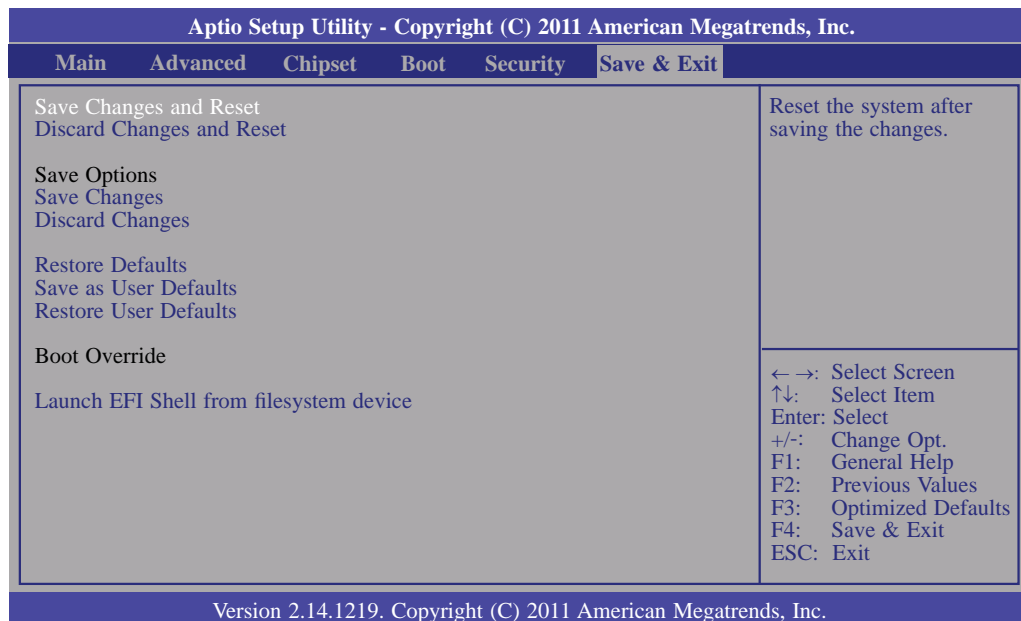 Aptio Setup Utility - Copyright (C) 2011 American Megatrends, Inc.
Main Advanced Chipset Boot Security Save & Exit
Save Changes and Reset
Discard Changes and Reset
Save Options
Save Changes
Discard Changes
Restore Defaults
Save as User Defaults
Restore User Defaults
Boot Override
Launch EFI Shell from filesystem device
Reset the system after
saving the changes.
← →: Select Screen
↑↓: Select Item
Enter: Select
+/-: Change Opt.
F1: General Help
F2: Previous Values
F3: Optimized Defaults
F4: Save & Exit
ESC: Exit
Version 2.14.1219. Copyright (C) 2011 American Megatrends, Inc.